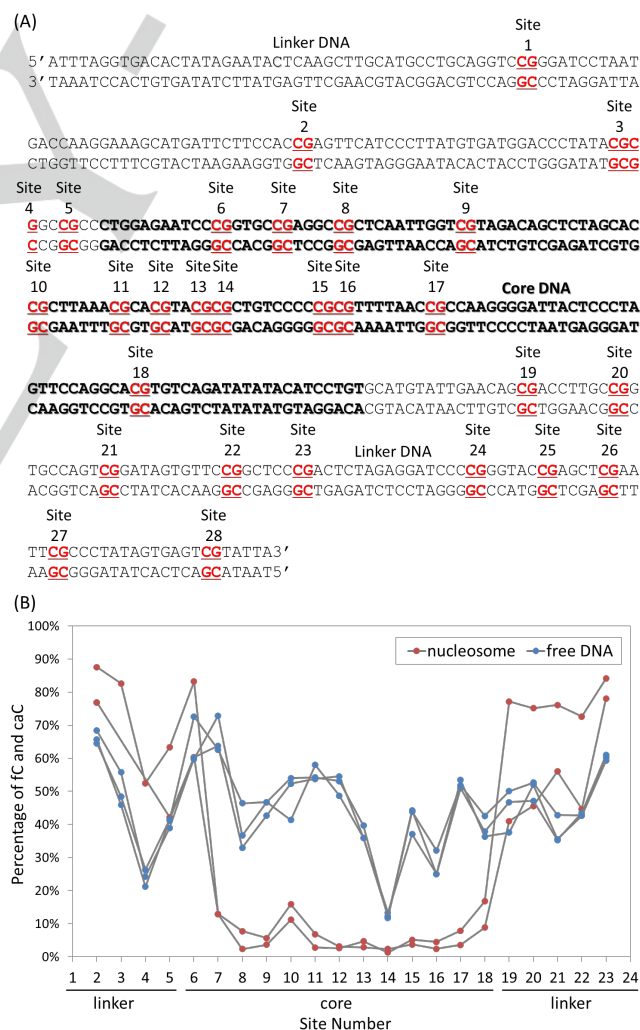 (A)
Linker DNA
Site
1
5'ATTTAGGTGACACTATAGAATACTCAAGCTTGCATGCCTGCAGGTCCGGGATCCTAAT
3'TAAATCCACTGTGATATCTTATGAGTTCGAACGTACGGACGTCCAGGCCCTAGGATTA
Site Site
2 3
GACCAAGGAAAGCATGATTCTTCCACCGAGTTCATCCCTTATGTGATGGACCCTATACGC
CTGGTTCCTTTCGTACTAAGAAGGTGGCTCAAGTAGGGAATACACTACCTGGGATATGCG
Site Site Site Site Site Site
4 5 6 7 8 9
GGCCGCCCTGGAGAATCCCGGTGCCGAGGCCGCTCAATTGGTCGTAGACAGCTCTAGCAC
CCGGCGGGACCTCTTAGGGCCACGGCTCCGGCGAGTTAACCAGCATCTGTCGAGATCGTG
Site Site Site Site Site Site
10 11 12 13 14 15 16 17 Core DNA
CGCTTAAACGCACGTACGCGCTGTCCCCCGCGTTTTAACCGCCAAGGGGATTACTCCCTA
GCGAATTTGCGTGCATGCGCGACAGGGGGCGCAAAATTGGCGGTTCCCCTAATGAGGGAT
Site Site Site
18 19 20
GTTCCAGGCACGTGTCAGATATATACATCCTGTGCATGTATTGAACAGCGACCTTGCCGG
CAAGGTCCGTGCACAGTCTATATATGTAGGACACGTACATAACTTGTCGCTGGAACGGCC
Site Site Site Site Site Site
21 22 23 Linker DNA 24 25 26
TGCCAGTCGGATAGTGTTCCGGCTCCCGACTCTAGAGGATCCCCGGGTACCGAGCTCGAA
ACGGTCAGCCTATCACAAGGCCGAGGGCTGAGATCTCCTAGGGGCCCATGGCTCGAGCTT
Site Site
27 28
TTCGCCCTATAGTGAGTCGTATTA3'
AAGCGGGATATCACTCAGCATAAT5'
(B)
100%
90%
80%
70%
60%
50%
40%
30%
20%
10%
0%
Percentage of fC and caC
nucleosome free DNA
1 2 3 4 5 6 7 8 9 10 11 12 13 14 15 16 17 18 19 20 21 22 23 24
linker core linker
Site Number